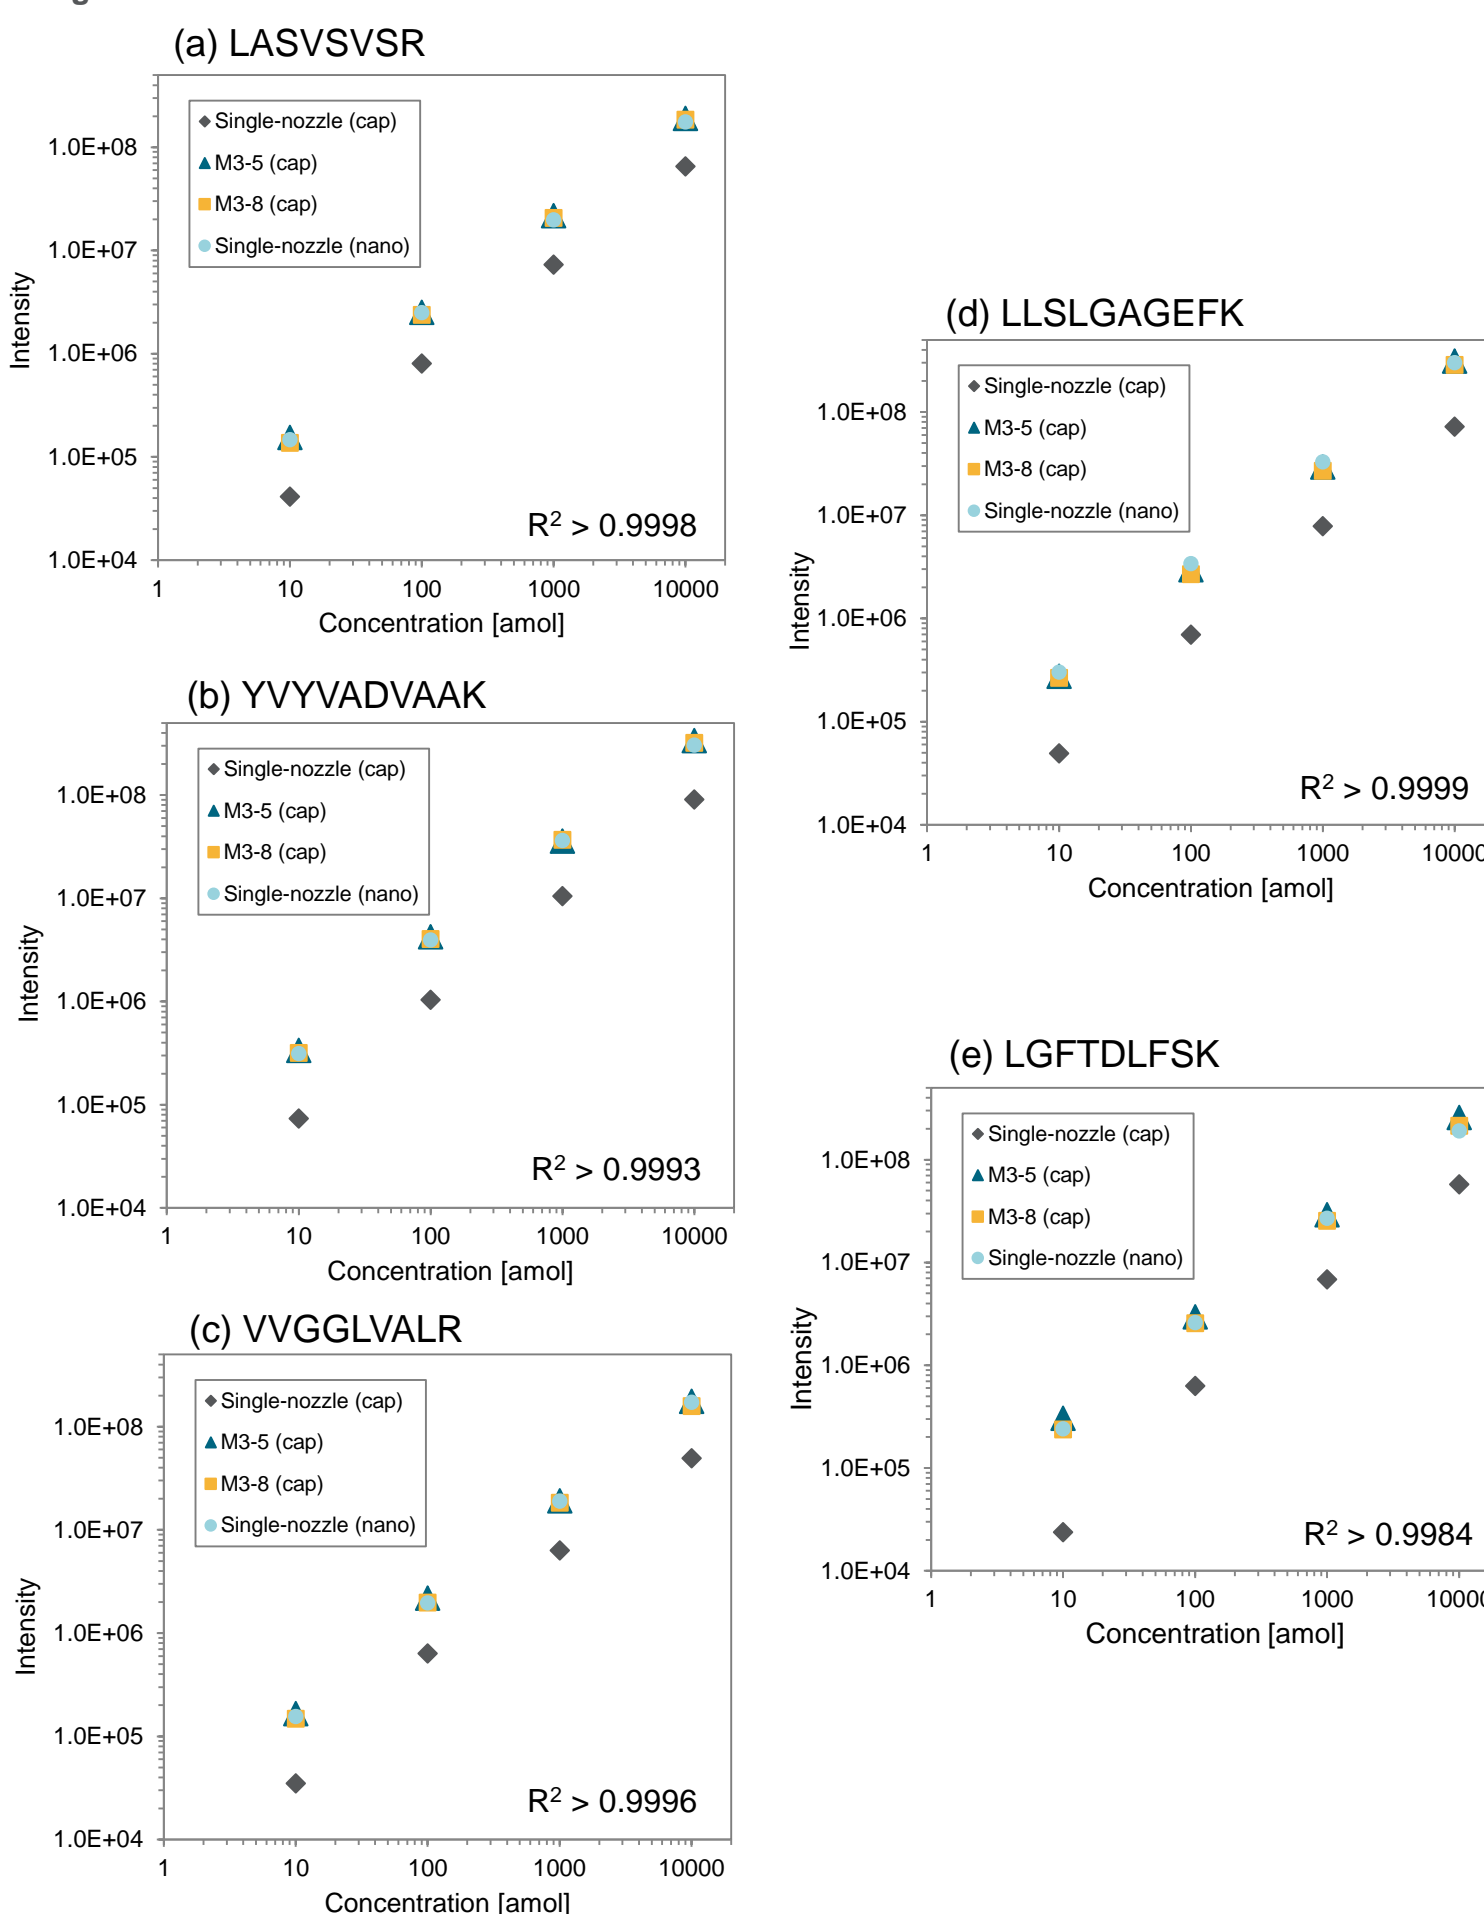 (a) LASVSVSR
Single-nozzle (cap)
M3-5 (cap)
M3-8 (cap)
Single-nozzle (nano)
1.0E+08
1.0E+07
1.0E+06
1.0E+05
1.0E+04
Intensity
R² > 0.9998
1 10 100 1000 10000
Concentration [amol]
(b) YVYVADVAAK
Single-nozzle (cap)
M3-5 (cap)
M3-8 (cap)
Single-nozzle (nano)
1.0E+08
1.0E+07
1.0E+06
1.0E+05
1.0E+04
Intensity
R² > 0.9993
1 10 100 1000 10000
Concentration [amol]
(c) VVGGLVALR
Single-nozzle (cap)
M3-5 (cap)
M3-8 (cap)
Single-nozzle (nano)
1.0E+08
1.0E+07
1.0E+06
1.0E+05
1.0E+04
Intensity
R² > 0.9996
1 10 100 1000 10000
Concentration [amol]
(d) LLSLGAGEFK
Single-nozzle (cap)
M3-5 (cap)
M3-8 (cap)
Single-nozzle (nano)
1.0E+08
1.0E+07
1.0E+06
1.0E+05
1.0E+04
Intensity
R² > 0.9999
1 10 100 1000 10000
Concentration [amol]
(e) LGFTDLFSK
Single-nozzle (cap)
M3-5 (cap)
M3-8 (cap)
Single-nozzle (nano)
1.0E+08
1.0E+07
1.0E+06
1.0E+05
1.0E+04
Intensity
R² > 0.9984
1 10 100 1000 10000
Concentration [amol]